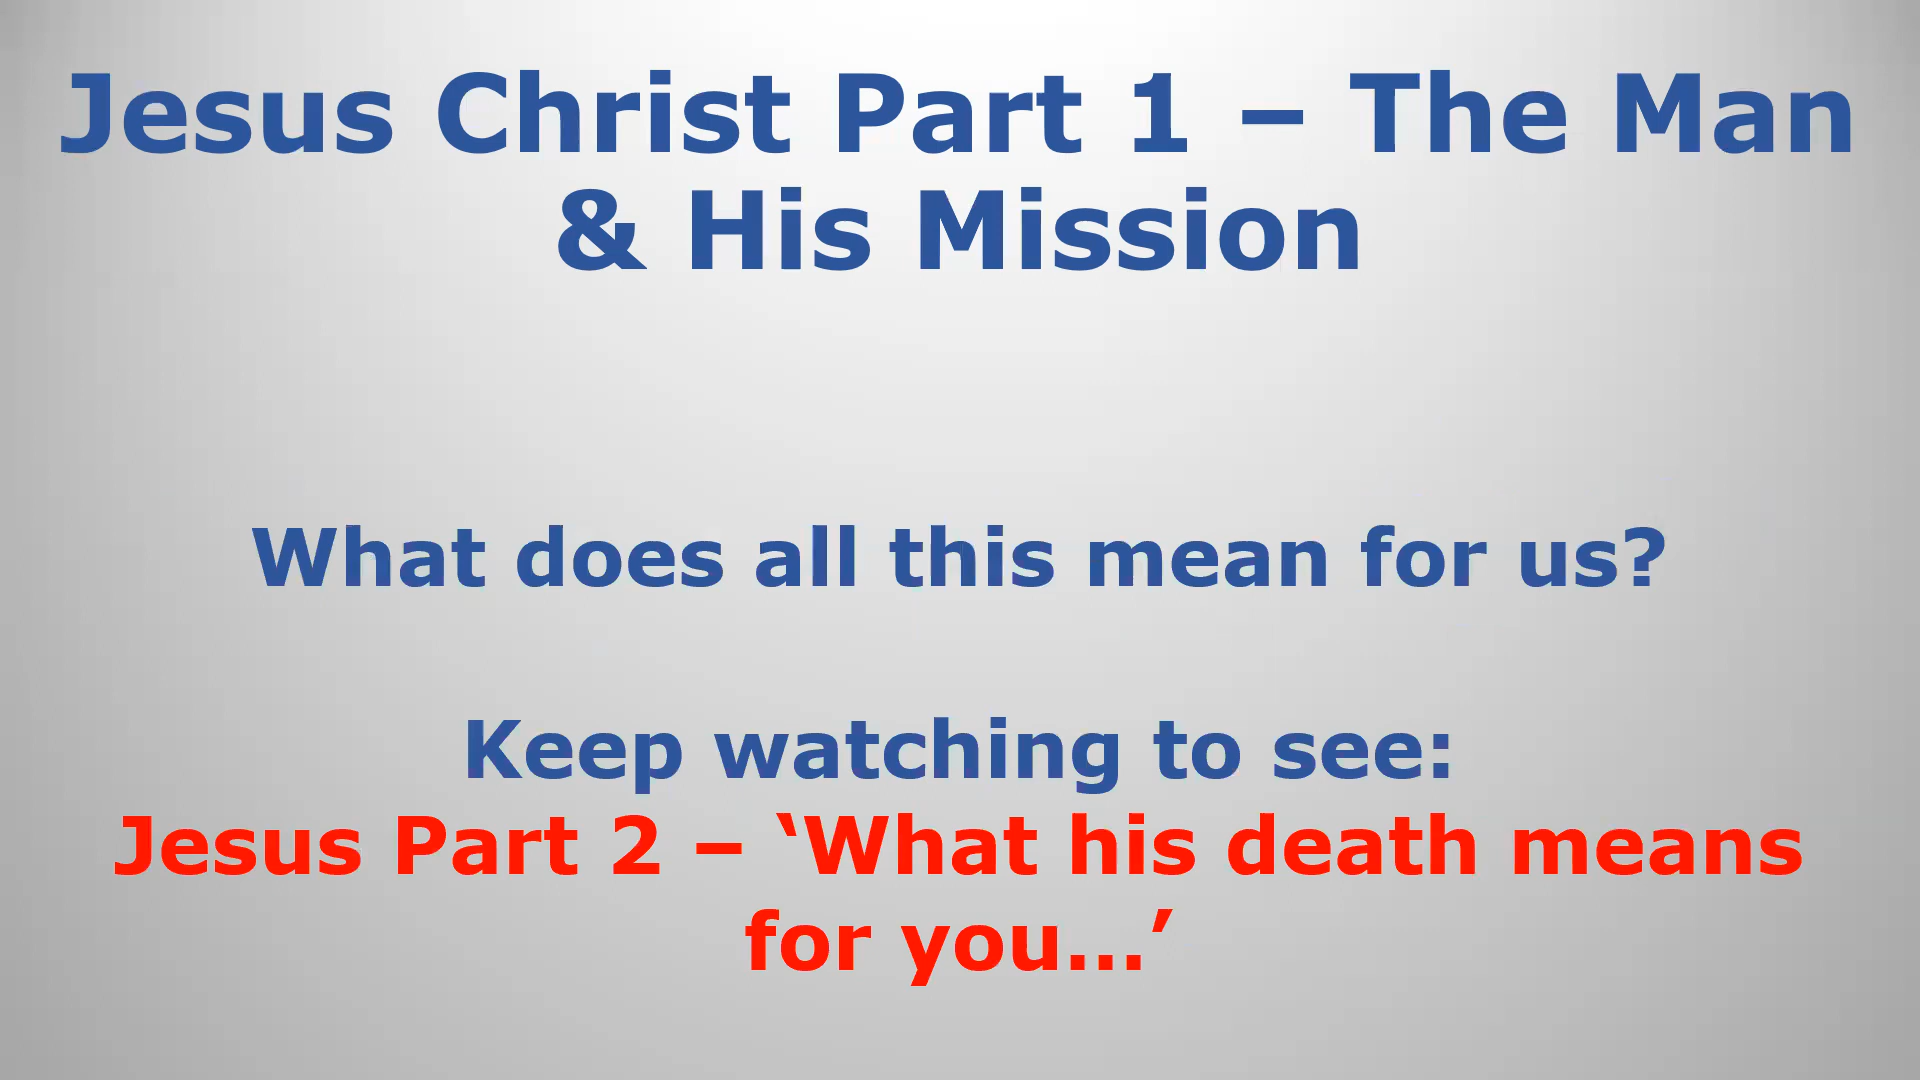 Jesus Christ Part 1 – The Man
& His Mission
What does all this mean for us?
Keep watching to see:
Jesus Part 2 – ‘What his death means
for you...’